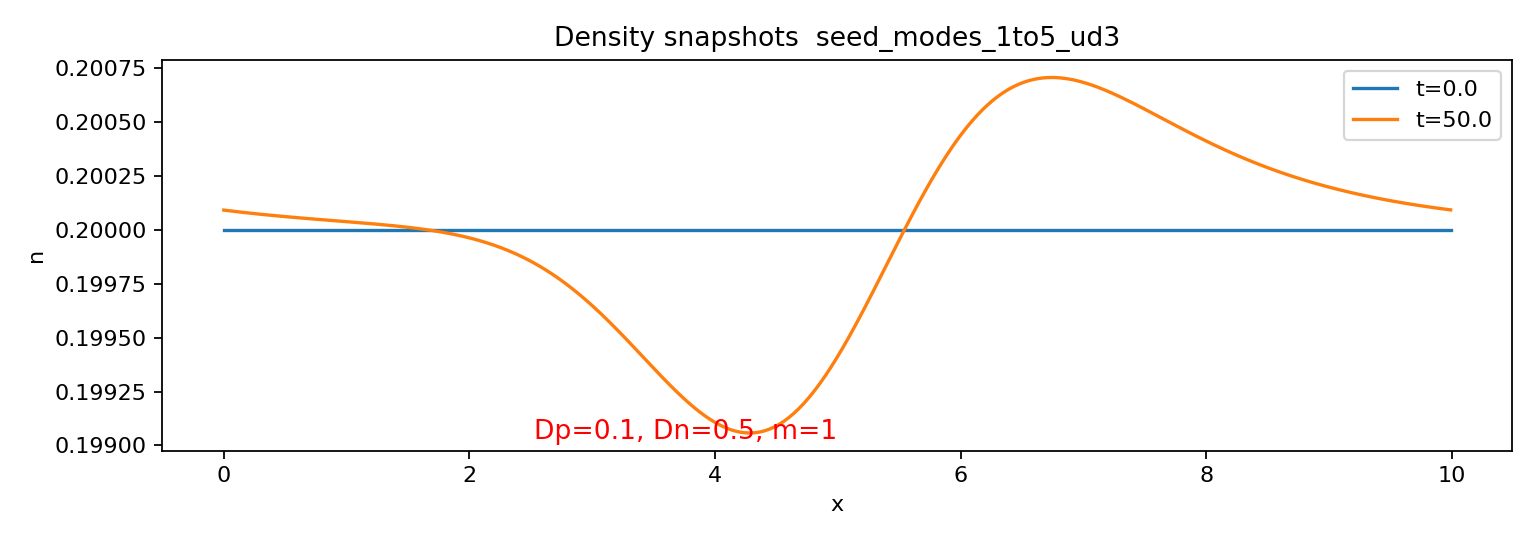 Density snapshots  seed_modes_1to5_ud3
0.20075
0.20050
0.20025
0.20000
0.19975
0.19950
0.19925
0.19900
n
t=0.0
t=50.0
Dp=0.1, Dn=0.5, m=1
0 2 4 6 8 10
x